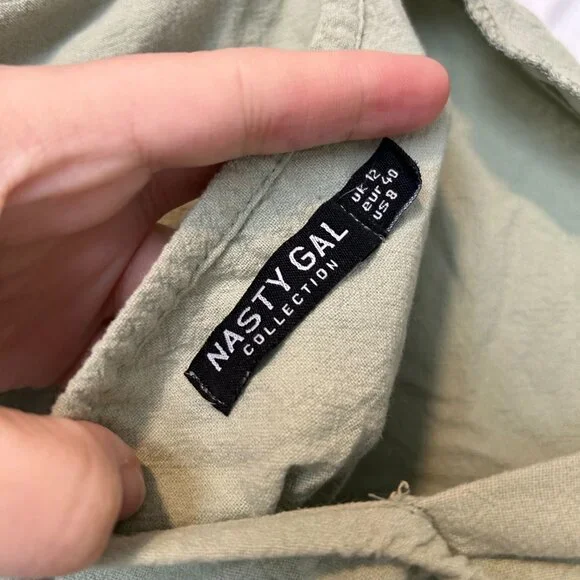 NASTY GAL
COLLECTION
uk 12
eur 40
us 8